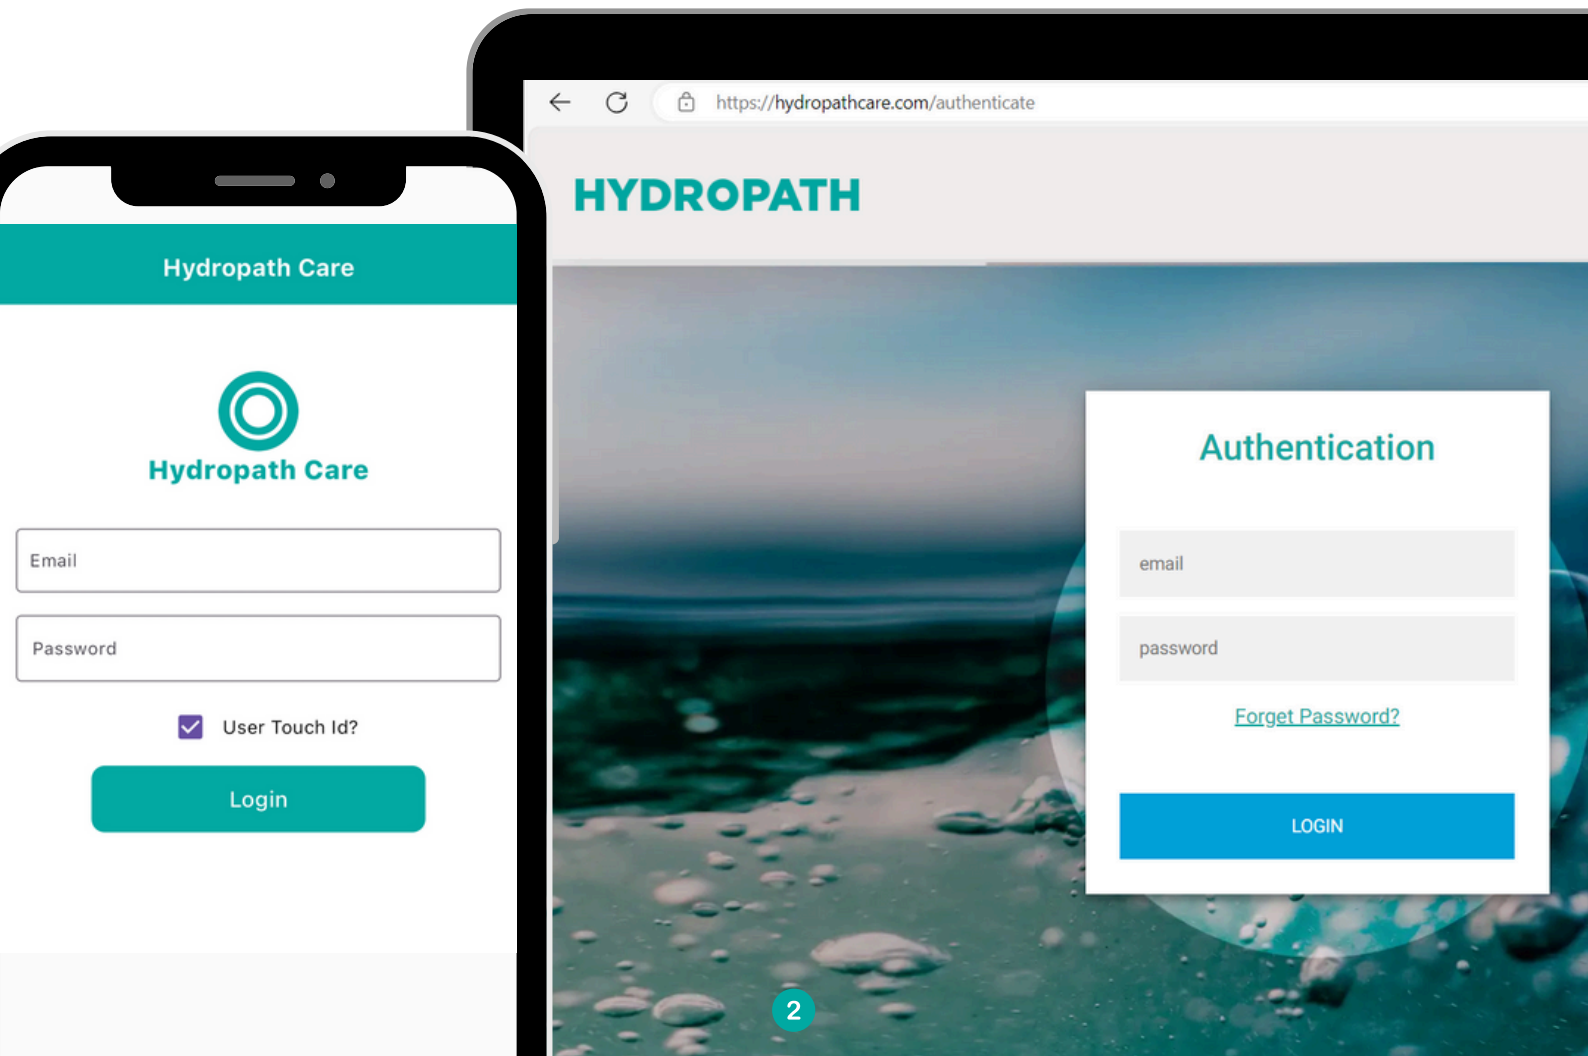 https://hydropathcare.com/authenticate
HYDROPATH
Hydropath Care
Hydropath Care
Email
Password
User Touch Id?
Login
Authentication
email
password
Forget Password?
LOGIN
2